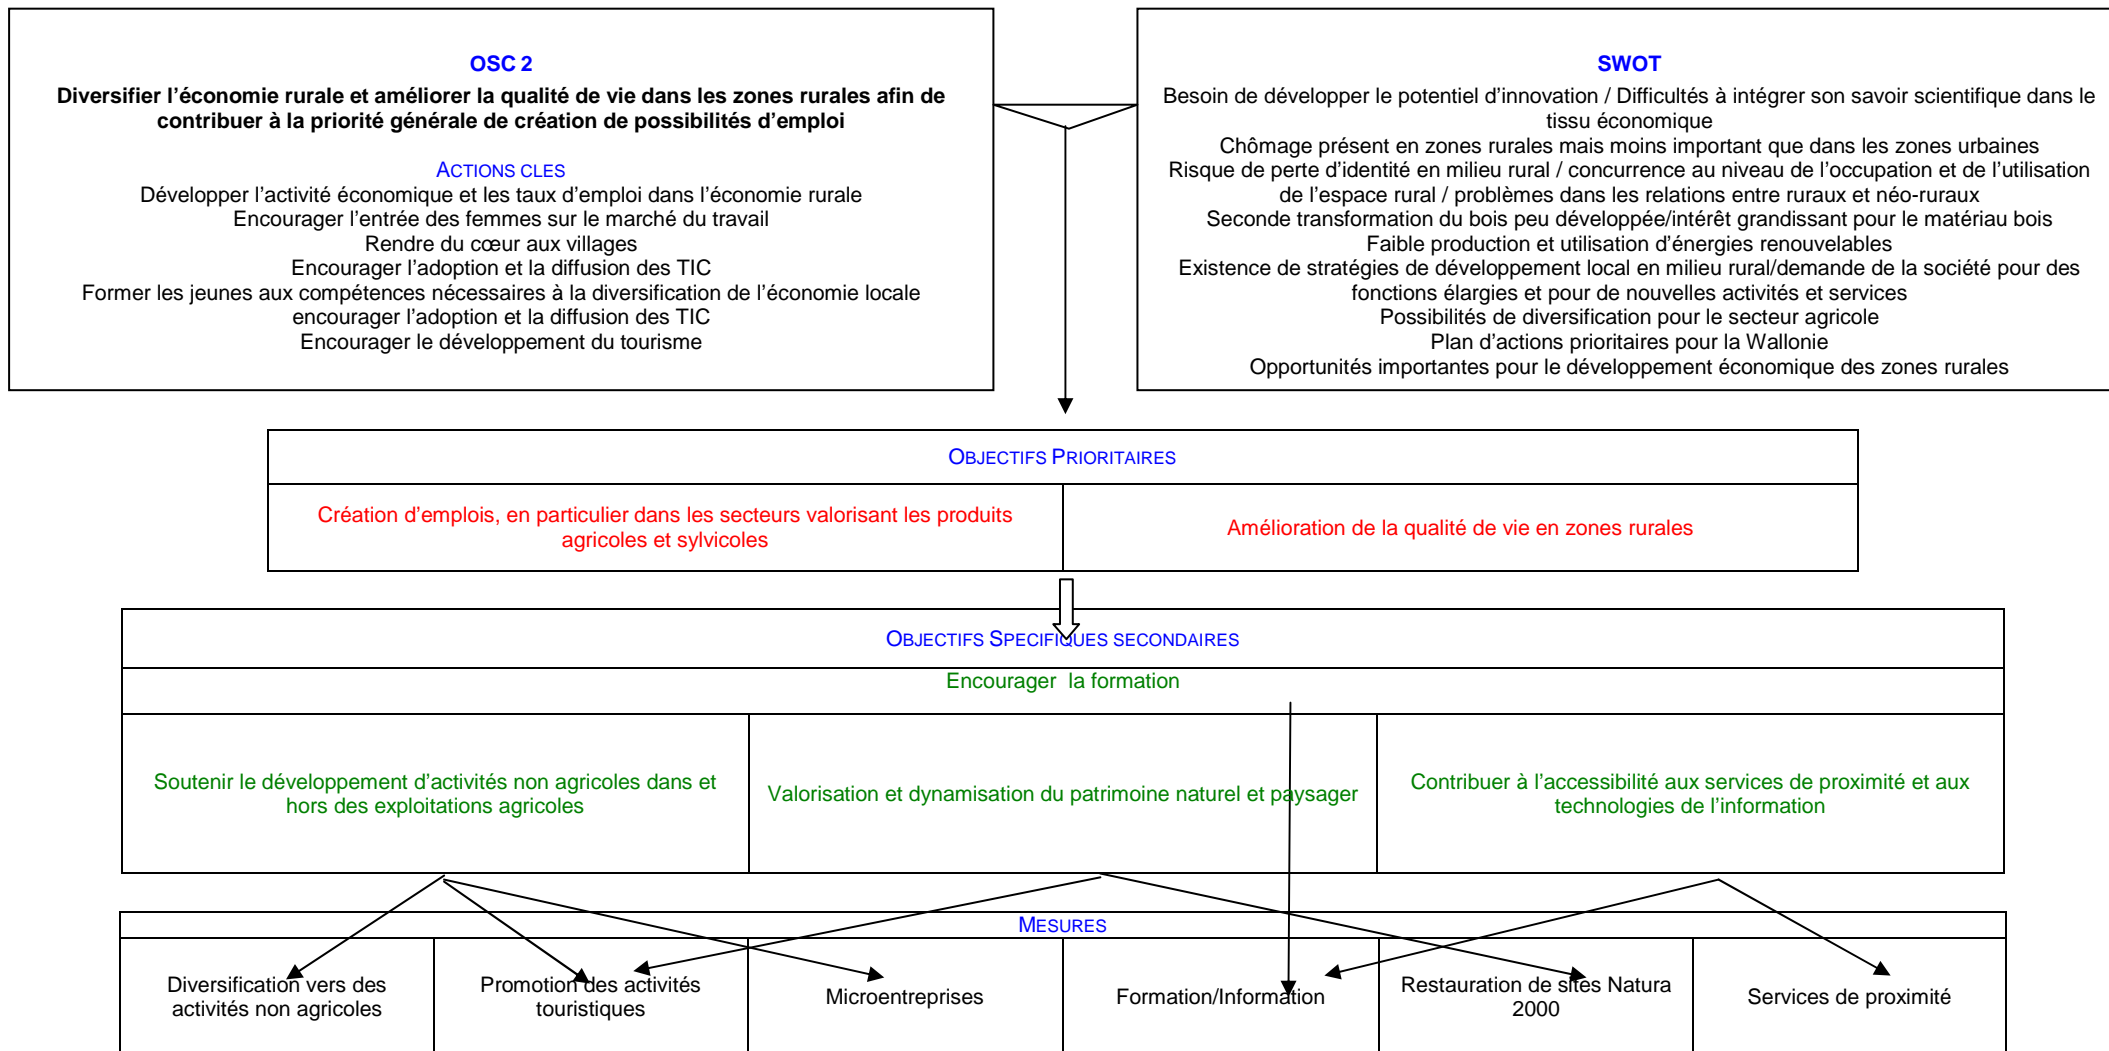 OSC 2
Diversifier l’économie rurale et améliorer la qualité de vie dans les zones rurales afin de
contribuer à la priorité générale de création de possibilités d’emploi
ACTIONS CLES
Développer l’activité économique et les taux d’emploi dans l’économie rurale
Encourager l’entrée des femmes sur le marché du travail
Rendre du cœur aux villages
Encourager l’adoption et la diffusion des TIC
Former les jeunes aux compétences nécessaires à la diversification de l’économie locale
encourager l’adoption et la diffusion des TIC
Encourager le développement du tourisme
SWOT
Besoin de développer le potentiel d’innovation / Difficultés à intégrer son savoir scientifique dans le
tissu économique
Chômage présent en zones rurales mais moins important que dans les zones urbaines
Risque de perte d’identité en milieu rural / concurrence au niveau de l’occupation et de l’utilisation
de l’espace rural / problèmes dans les relations entre ruraux et néo-ruraux
Seconde transformation du bois peu développée/intérêt grandissant pour le matériau bois
Faible production et utilisation d’énergies renouvelables
Existence de stratégies de développement local en milieu rural/demande de la société pour des
fonctions élargies et pour de nouvelles activités et services
Possibilités de diversification pour le secteur agricole
Plan d’actions prioritaires pour la Wallonie
Opportunités importantes pour le développement économique des zones rurales
OBJECTIFS PRIORITAIRES
Création d’emplois, en particulier dans les secteurs valorisant les produits
agricoles et sylvicoles
Amélioration de la qualité de vie en zones rurales
OBJECTIFS SPECIFIQUES SECONDAIRES
Encourager la formation
Soutenir le développement d’activités non agricoles dans et
hors des exploitations agricoles
Valorisation et dynamisation du patrimoine naturel et paysager
Contribuer à l’accessibilité aux services de proximité et aux
technologies de l’information
MESURES
Diversification vers des
activités non agricoles
Promotion des activités
touristiques
Microentreprises
Formation/Information
Restauration de sites Natura
2000
Services de proximité